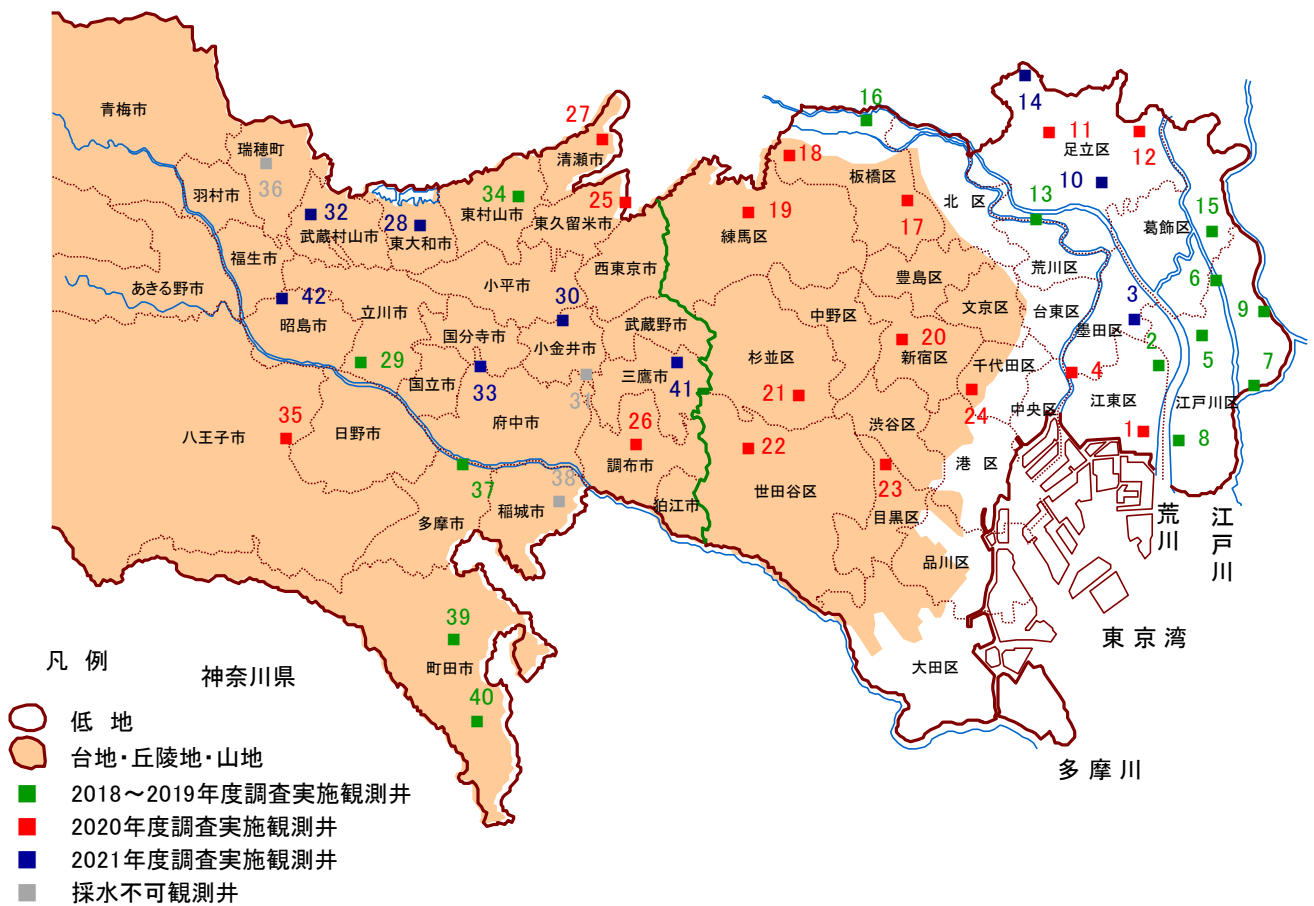 青梅市
瑞穂町
36
羽村市
32
武蔵村山市
28
東大和市
34
東村山市
27
清瀬市
25
東久留米市
福生市
あきる野市
42
昭島市
立川市
小平市
西東京市
30
国分寺市
小金井市
武蔵野市
29
国立市
33
31
三鷹市
41
35
八王子市
日野市
府中市
26
調布市
37
38
多摩市
稲城市
狛江市
39
町田市
40
16
18
板橋区
19
練馬区
17
北区
豊島区
文京区
中野区
20
新宿区
杉並区
21
千代田区
24
22
渋谷区
世田谷区
23
目黒区
港区
品川区
大田区
14
11
足立区
12
10
13
葛飾区
15
荒川区
台東区
3
墨田区
6
9
2
5
4
7
中央区
江東区
江戸川区
1
8
荒川
江戸川
東京湾
多摩川
神奈川県
凡例
低地
台地・丘陵地・山地
2018～2019年度調査実施観測井
2020年度調査実施観測井
2021年度調査実施観測井
採水不可観測井